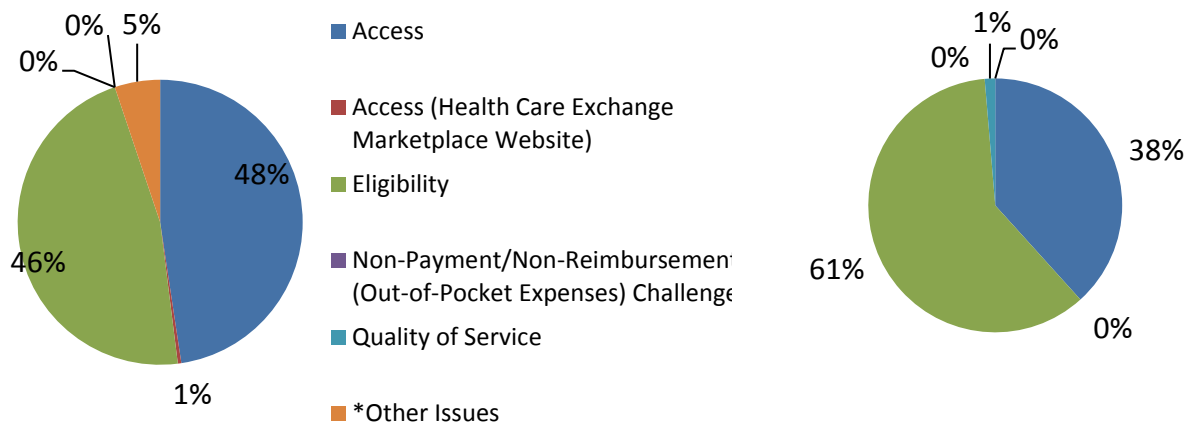 0%
5%
0%
48%
46%
1%
Access
Access (Health Care Exchange
Marketplace Website)
Eligibility
Non-Payment/Non-Reimbursement
(Out-of-Pocket Expenses) Challenge
Quality of Service
*Other Issues
1%
0%
0%
38%
61%
0%